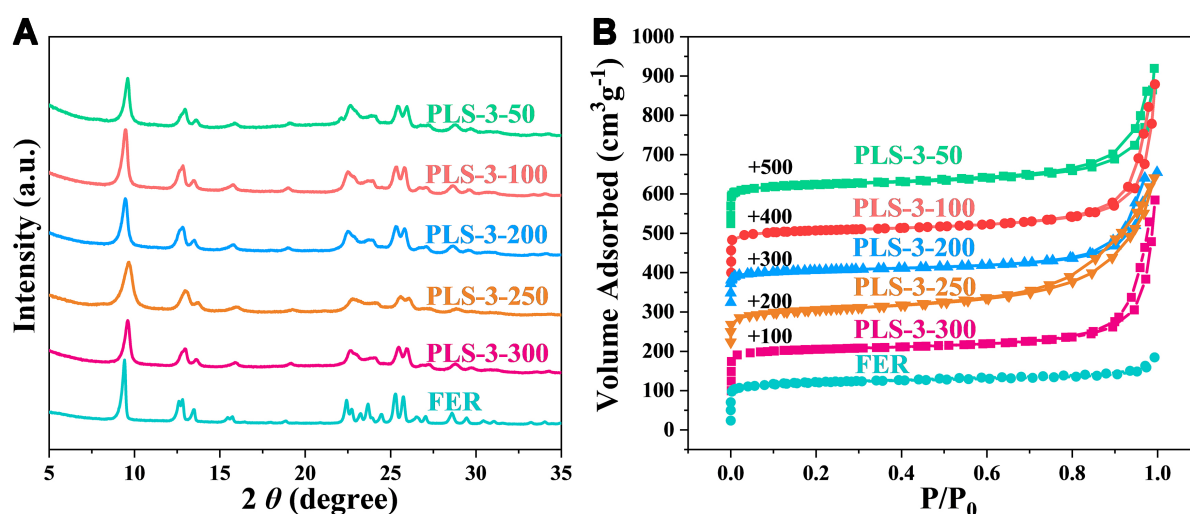 A
Intensity (a.u.)
PLS-3-50
PLS-3-100
PLS-3-200
PLS-3-250
PLS-3-300
FER
5 10 15 20 25 30 35
2 θ (degree)
B
Volume Adsorbed (cm³g⁻¹)
1000
900
800
700
600
500
400
300
200
100
0
+500 PLS-3-50
+400 PLS-3-100
+300 PLS-3-200
+200 PLS-3-250
+100 PLS-3-300
FER
0.0 0.2 0.4 0.6 0.8 1.0
P/P₀